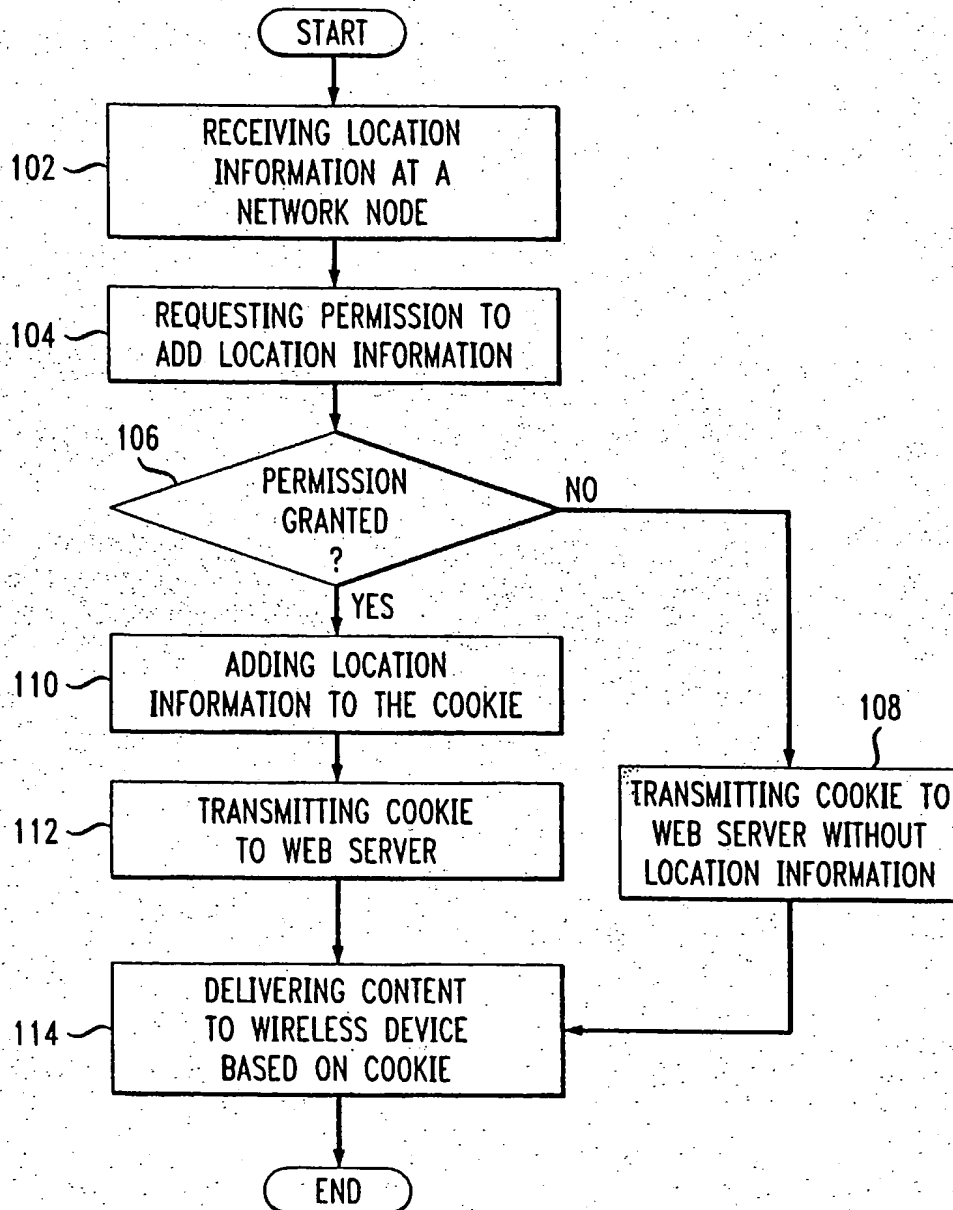 START
102
RECEIVING LOCATION
INFORMATION AT A
NETWORK NODE
104
REQUESTING PERMISSION TO
ADD LOCATION INFORMATION
106
PERMISSION
GRANTED
?
NO
YES
110
ADDING LOCATION
INFORMATION TO THE COOKIE
108
TRANSMITTING COOKIE TO
WEB SERVER WITHOUT
LOCATION INFORMATION
112
TRANSMITTING COOKIE
TO WEB SERVER
114
DELIVERING CONTENT
TO WIRELESS DEVICE
BASED ON COOKIE
END